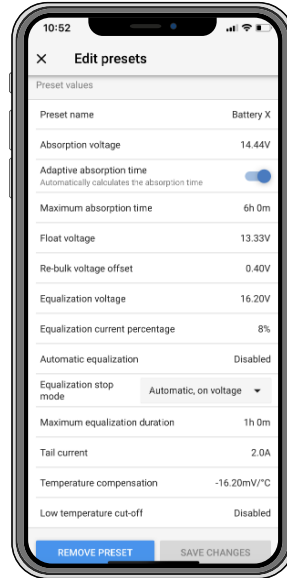 10:52
Edit presets
Preset values
Preset name Battery X
Absorption voltage 14.44V
Adaptive absorption time
Automatically calculates the absorption time
Maximum absorption time 6h 0m
Float voltage 13.33V
Re-bulk voltage offset 0.40V
Equalization voltage 16.20V
Equalization current percentage 8%
Automatic equalization Disabled
Equalization stop
mode Automatic, on voltage
Maximum equalization duration 1h 0m
Tail current 2.0A
Temperature compensation -16.20mV/°C
Low temperature cut-off Disabled
REMOVE PRESET SAVE CHANGES